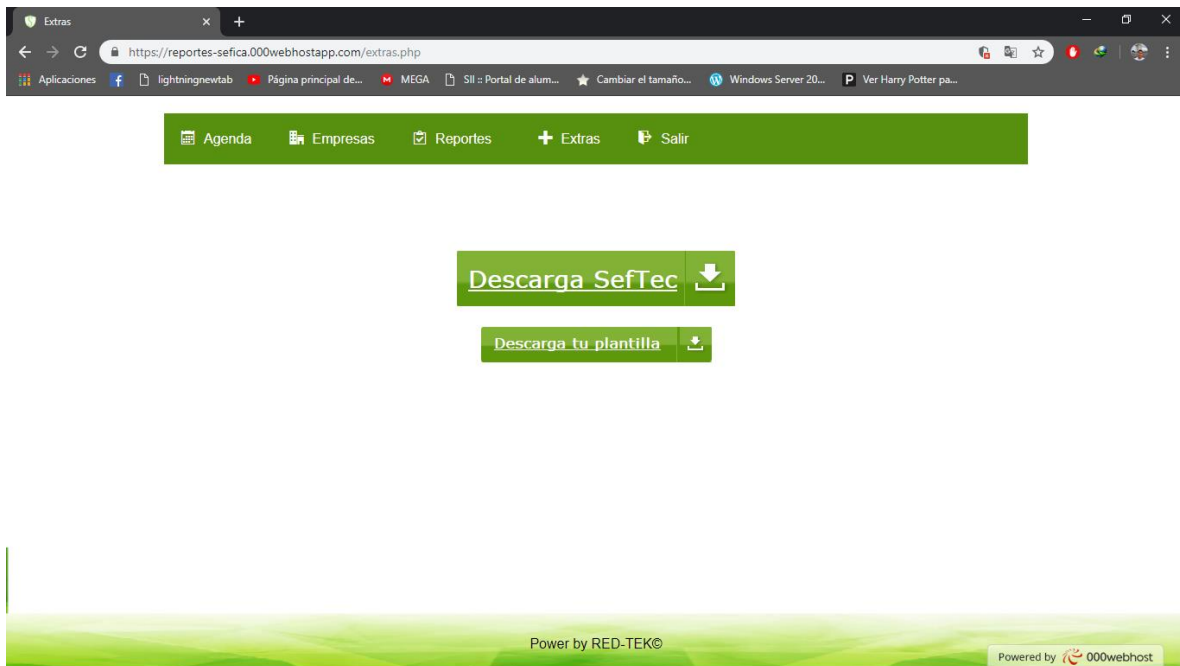 Extras
https://reportes-sefica.000webhostapp.com/extras.php
Aplicaciones lightningnewtab Página principal de... MEGA SII :: Portal de alum... Cambiar el tamaño... Windows Server 20... Ver Harry Potter pa...
Agenda Empresas Reportes Extras Salir
Descarga SefTec
Descarga tu plantilla
Power by RED-TEK©
Powered by 000webhost